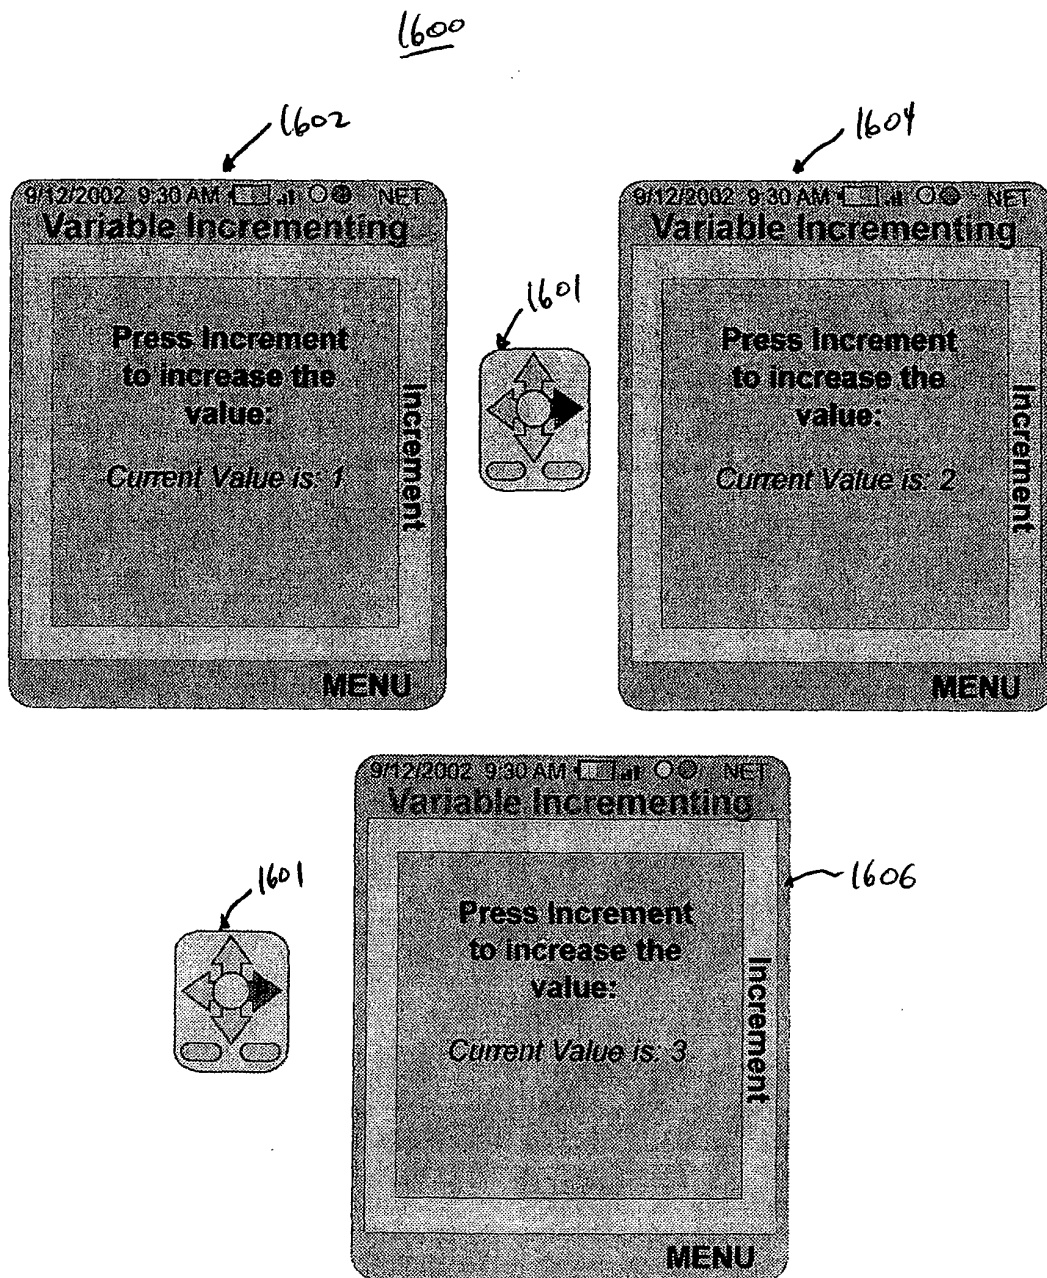 1600
1602
1604
9/12/2002 9:30 AM NET
Variable Incrementing
Press Increment
to increase the
value:
Current Value is: 1
Increment
MENU
1601
9/12/2002 9:30 AM NET
Variable Incrementing
Press Increment
to increase the
value:
Current Value is: 2
Increment
MENU
1601
9/12/2002 9:30 AM NET
Variable Incrementing
Press Increment
to increase the
value:
Current Value is: 3
Increment
MENU
1606